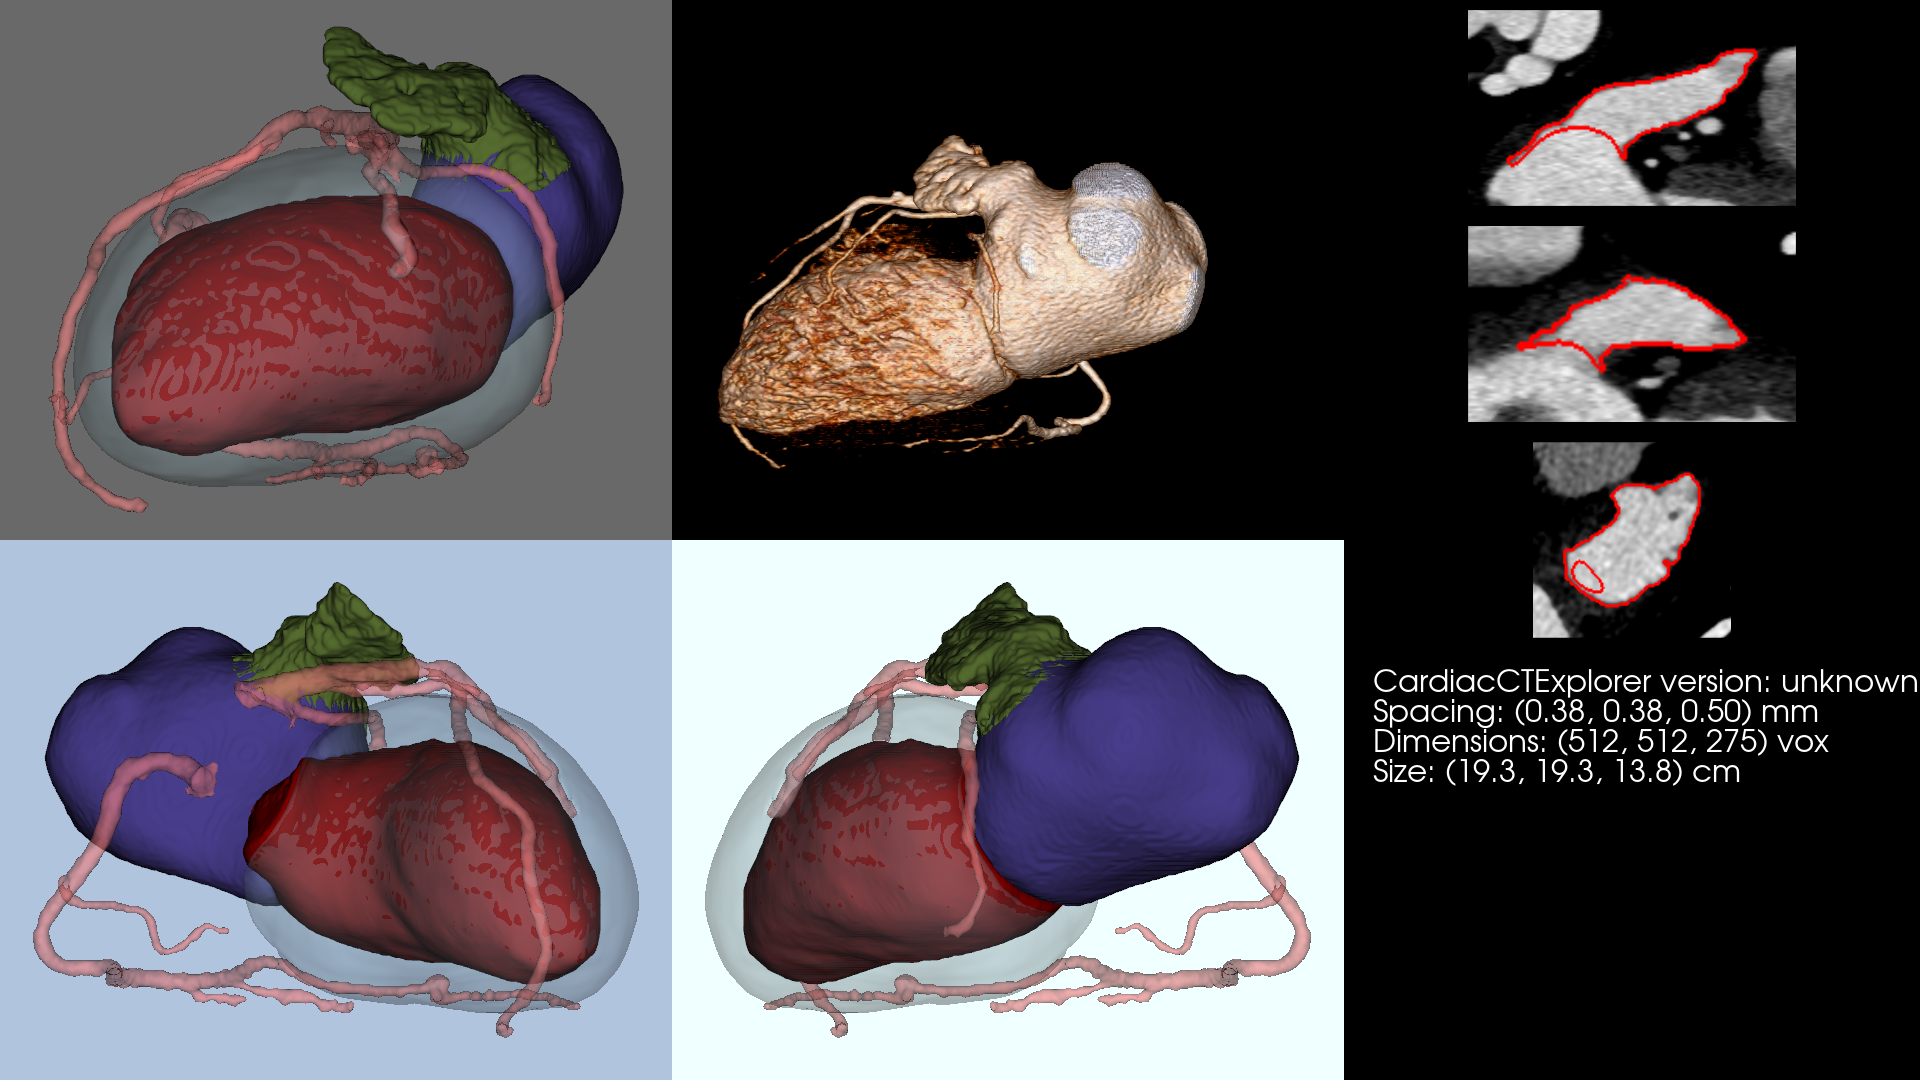 CardiacCTExplorer version: unknown
Spacing: (0.38, 0.38, 0.50) mm
Dimensions: (512, 512, 275) vox
Size: (19.3, 19.3, 13.8) cm